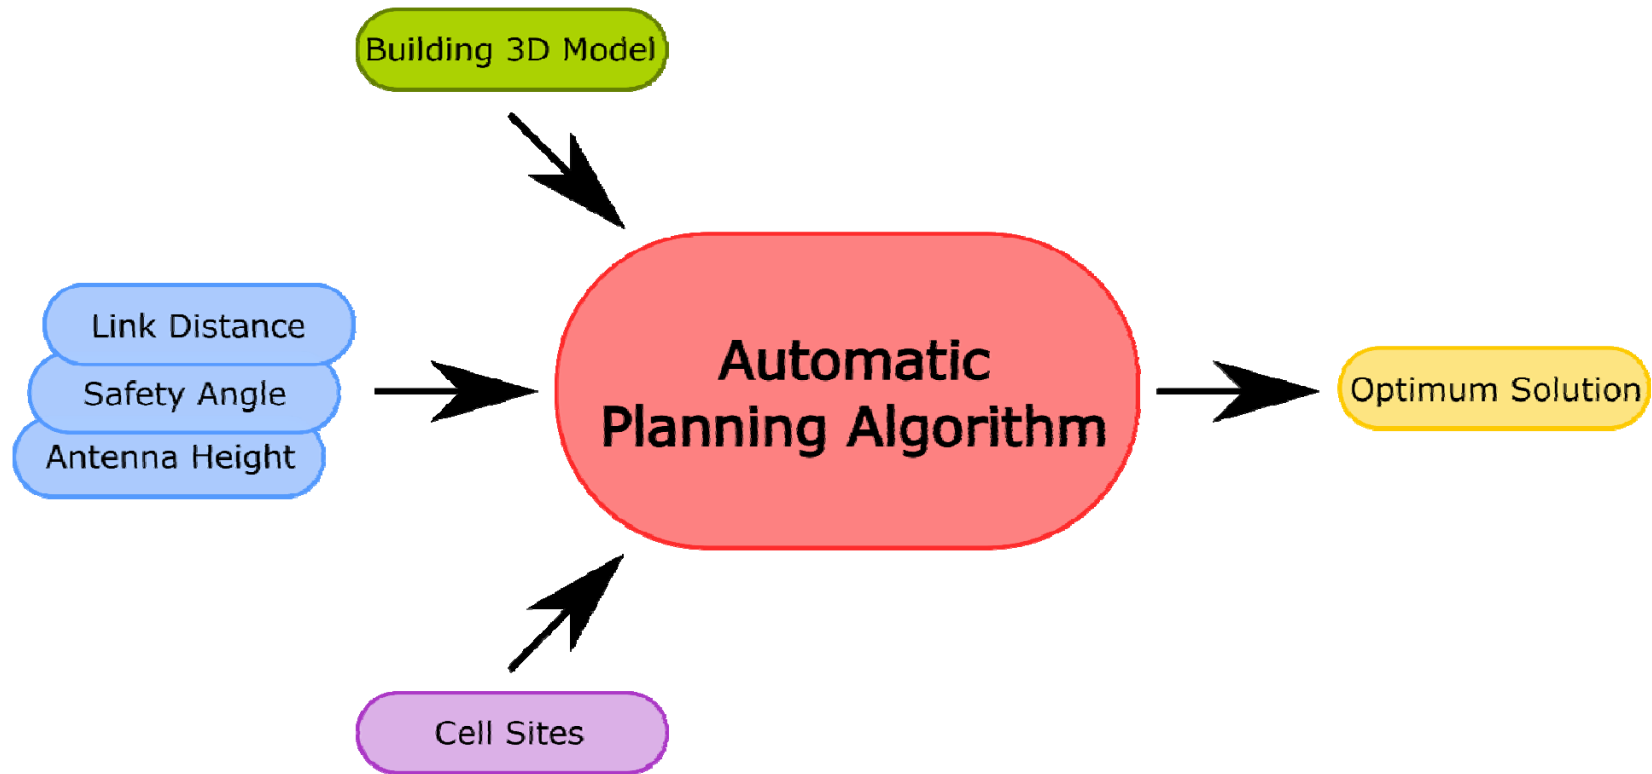 Building 3D Model
Link Distance
Safety Angle
Antenna Height
Automatic
Planning Algorithm
Optimum Solution
Cell Sites